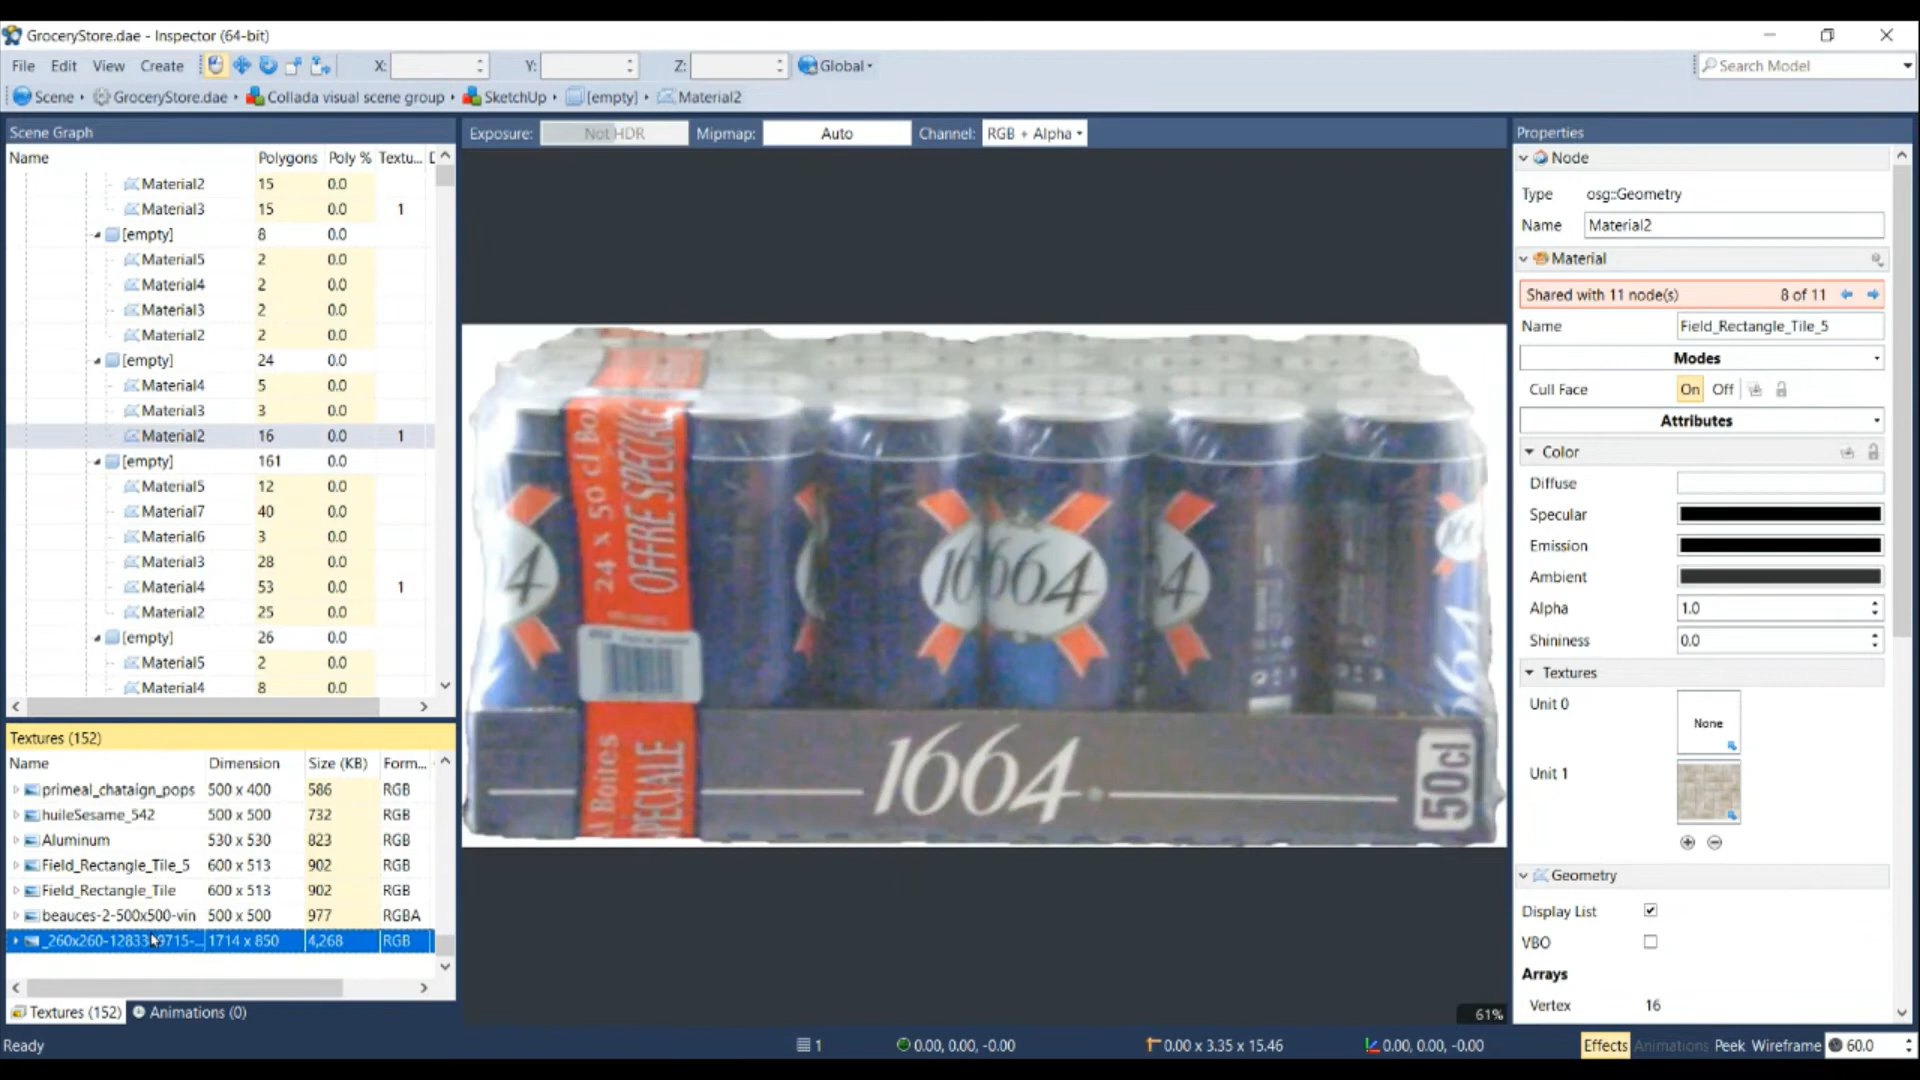 GroceryStore.dae - Inspector (64-bit)
File Edit View Create X: Y: Z: Global Search Model
Scene GroceryStore.dae Collada visual scene group SketchUp [empty] Material2
Scene Graph
Name Polygons Poly % Textu...
Material2 15 0.0
Material3 15 0.0 1
[empty] 8 0.0
Material5 2 0.0
Material4 2 0.0
Material3 2 0.0
Material2 2 0.0
[empty] 24 0.0
Material4 5 0.0
Material3 3 0.0
Material2 16 0.0 1
[empty] 161 0.0
Material5 12 0.0
Material7 40 0.0
Material6 3 0.0
Material3 28 0.0
Material4 53 0.0 1
Material2 25 0.0
[empty] 26 0.0
Material5 2 0.0
Material4 8 0.0
Textures (152)
Name Dimension Size (KB) Form...
primeal_chataign_pops 500 x 400 586 RGB
huileSesame_542 500 x 500 732 RGB
Aluminum 530 x 530 823 RGB
Field_Rectangle_Tile_5 600 x 513 902 RGB
Field_Rectangle_Tile 600 x 513 902 RGB
beauces-2-500x500-vin 500 x 500 977 RGBA
1714 x 850 4,268 RGB
Textures (152) Animations (0)
Exposure: Not HDR Mipmap: Auto Channel: RGB + Alpha
24 x 50 cl
OFFRE SPECIALE
4
1664
4
Boites
SPECIALE
1664
50cl
61%
Properties
Node
Type osg::Geometry
Name Material2
Material
Shared with 11 node(s) 8 of 11
Name Field_Rectangle_Tile_5
Modes
Cull Face On Off
Attributes
Color
Diffuse
Specular
Emission
Ambient
Alpha 1.0
Shininess 0.0
Textures
Unit 0 None
Unit 1
Geometry
Display List
VBO
Arrays
Vertex 16
Ready 1 0.00, 0.00, -0.00 0.00 x 3.35 x 15.46 0.00, 0.00, -0.00 Effects Animations Peek Wireframe 60.0